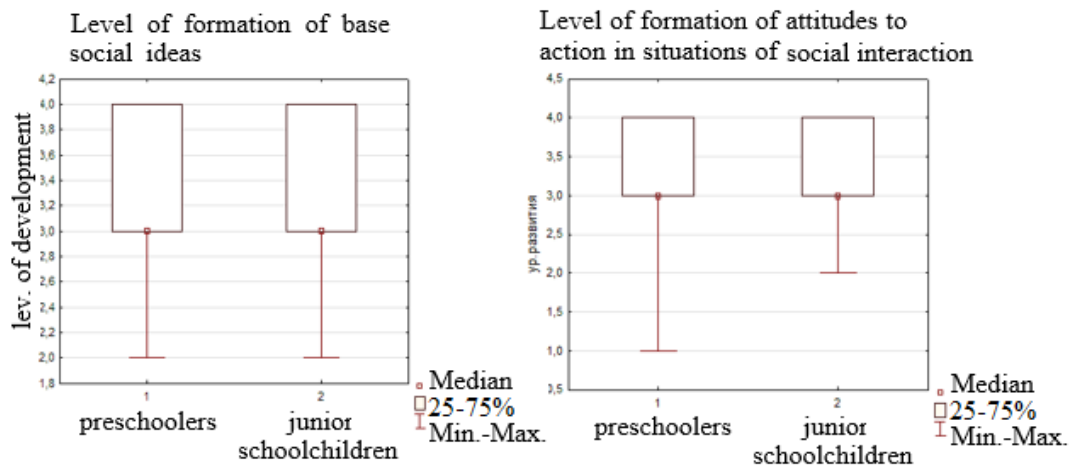 Level of formation of base
social ideas
4,2
4,0
3,8
3,6
3,4
3,2
3,0
2,8
2,6
2,4
2,2
2,0
1,8
lev. of development
1
2
preschoolers
junior
schoolchildren
Median
25-75%
Min.-Max.
Level of formation of attitudes to
action in situations of social interaction
4,5
4,0
3,5
3,0
2,5
2,0
1,5
1,0
0,5
ур.развития
1
2
preschoolers
junior
schoolchildren
Median
25-75%
Min.-Max.